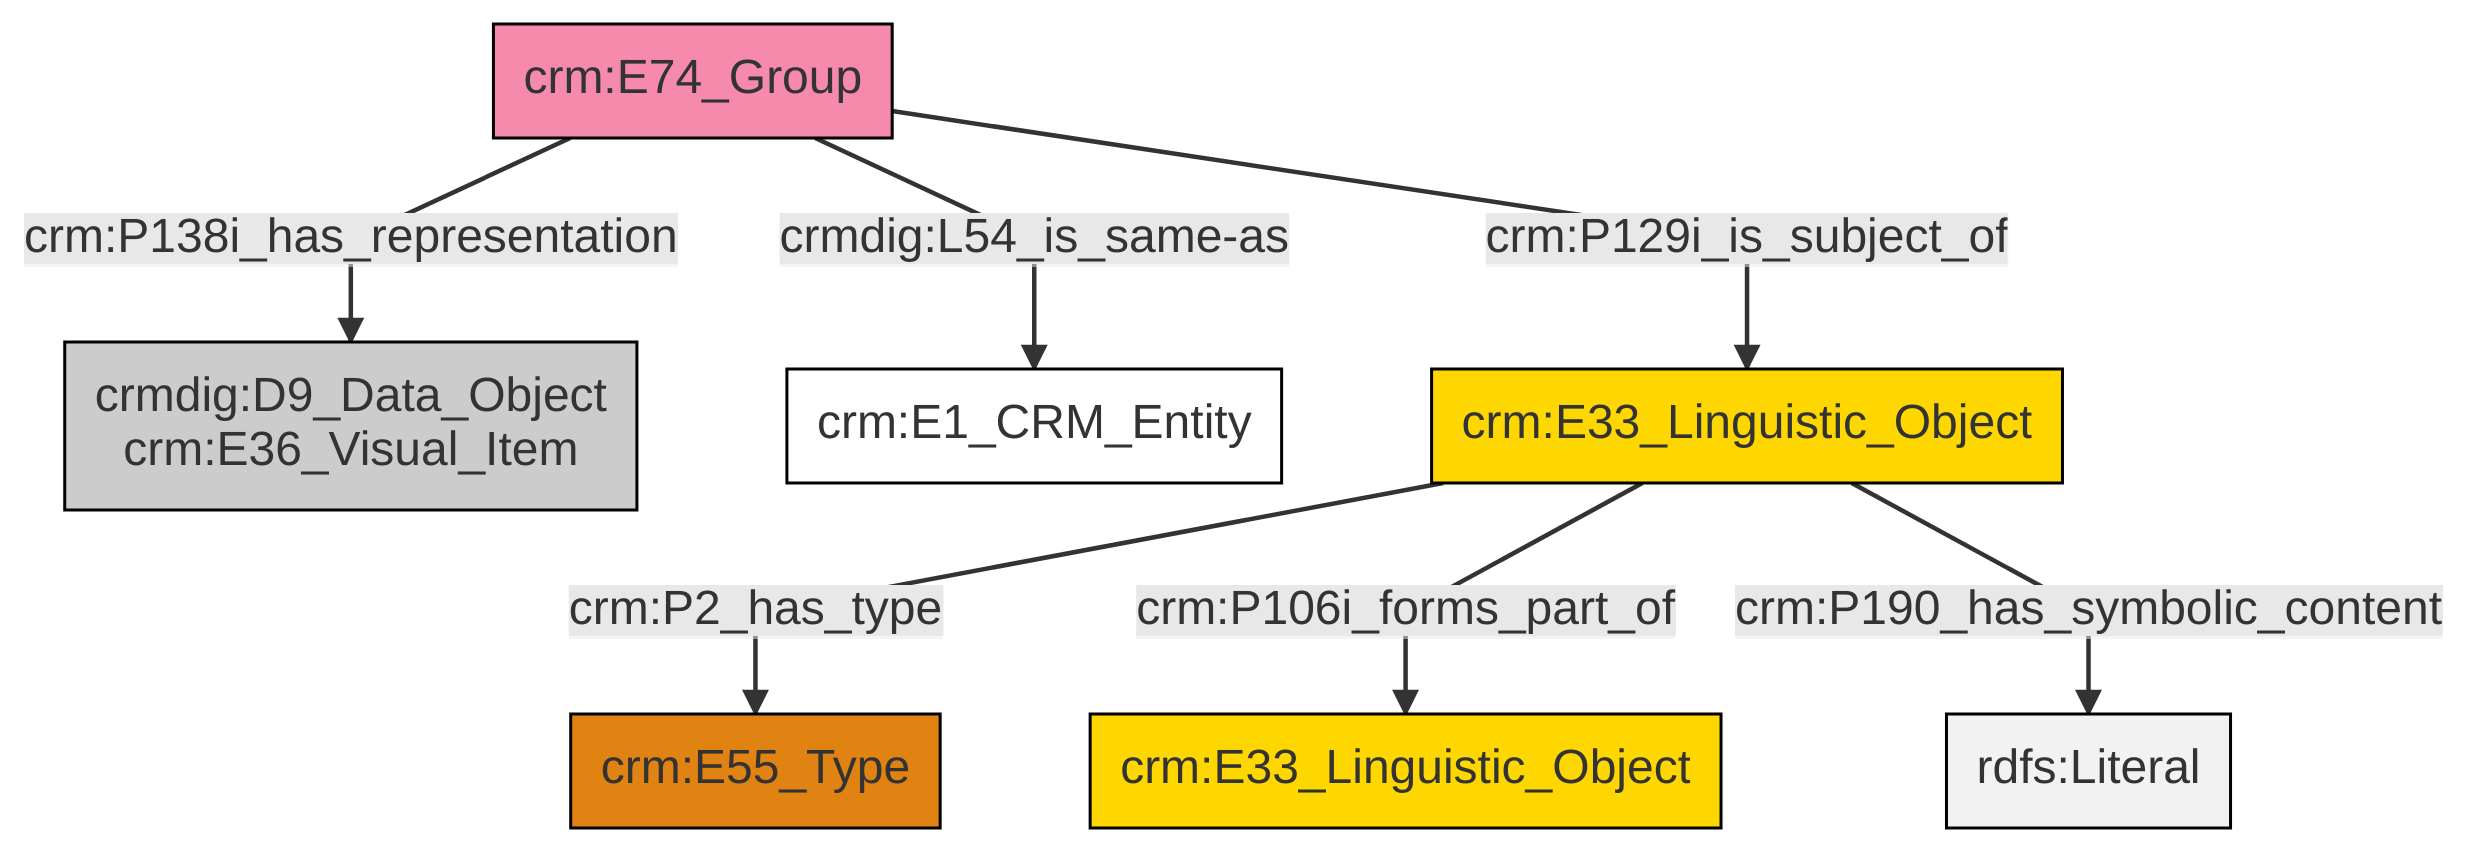 crm:E74_Group
crm:P138i_has_representation
crmdig:L54_is_same-as
crm:P129i_is_subject_of
crmdig:D9_Data_Object
crm:E36_Visual_Item
crm:E1_CRM_Entity
crm:E33_Linguistic_Object
crm:P2_has_type
crm:P106i_forms_part_of
crm:P190_has_symbolic_content
crm:E55_Type
crm:E33_Linguistic_Object
rdfs:Literal